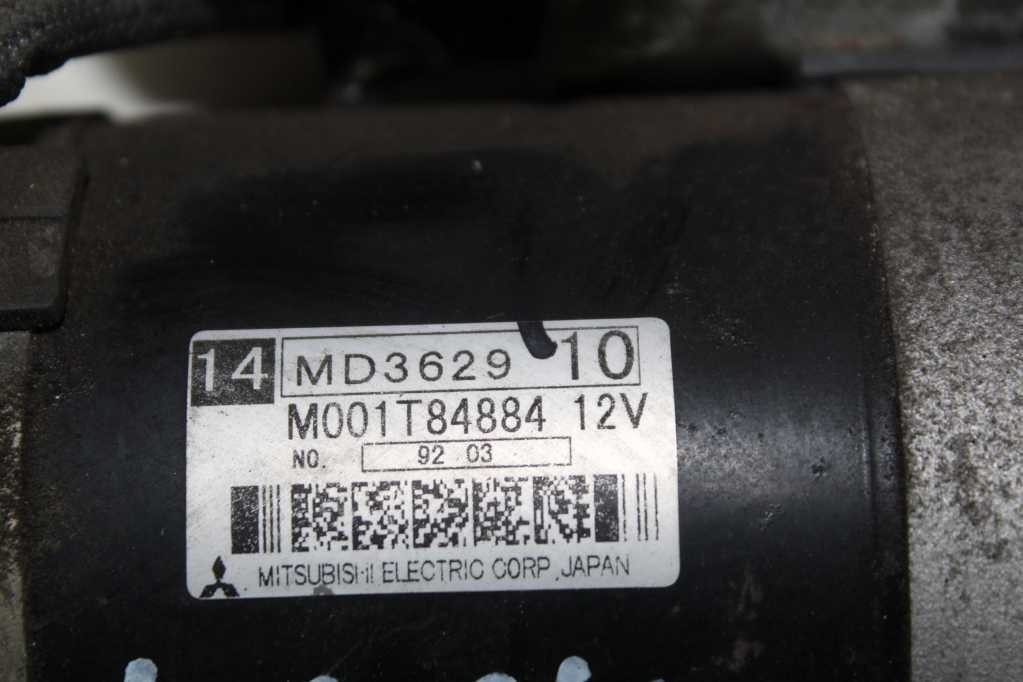 14 MD3629 10
M001T84884 12V
NO. 92 03
MITSUBISHI ELECTRIC CORP. JAPAN